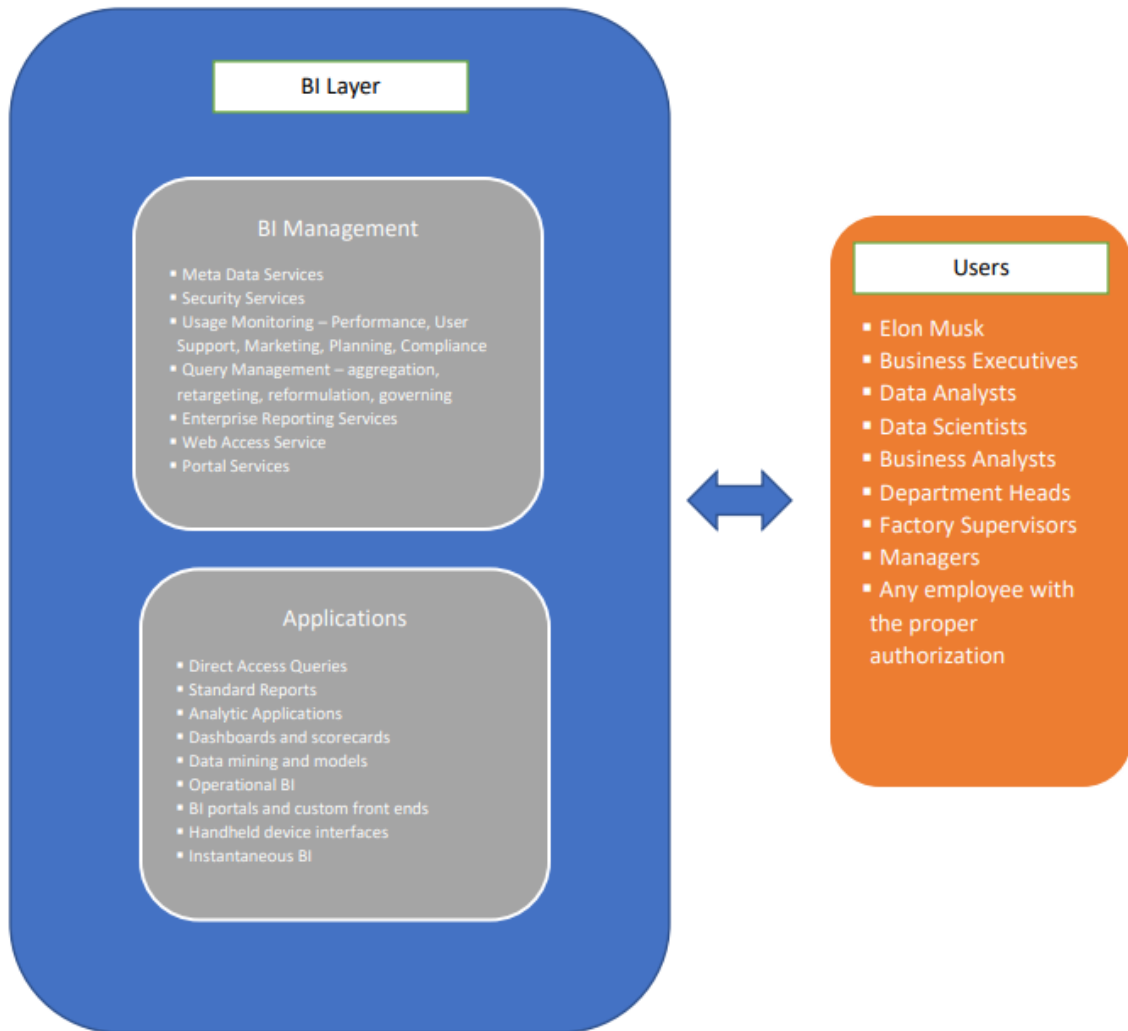 BI Layer
BI Management
▪ Meta Data Services
▪ Security Services
▪ Usage Monitoring – Performance, User
Support, Marketing, Planning, Compliance
▪ Query Management – aggregation,
retargeting, reformulation, governing
▪ Enterprise Reporting Services
▪ Web Access Service
▪ Portal Services
Applications
▪ Direct Access Queries
▪ Standard Reports
▪ Analytic Applications
▪ Dashboards and scorecards
▪ Data mining and models
▪ Operational BI
▪ BI portals and custom front ends
▪ Handheld device interfaces
▪ Instantaneous BI
Users
▪ Elon Musk
▪ Business Executives
▪ Data Analysts
▪ Data Scientists
▪ Business Analysts
▪ Department Heads
▪ Factory Supervisors
▪ Managers
▪ Any employee with
the proper
authorization